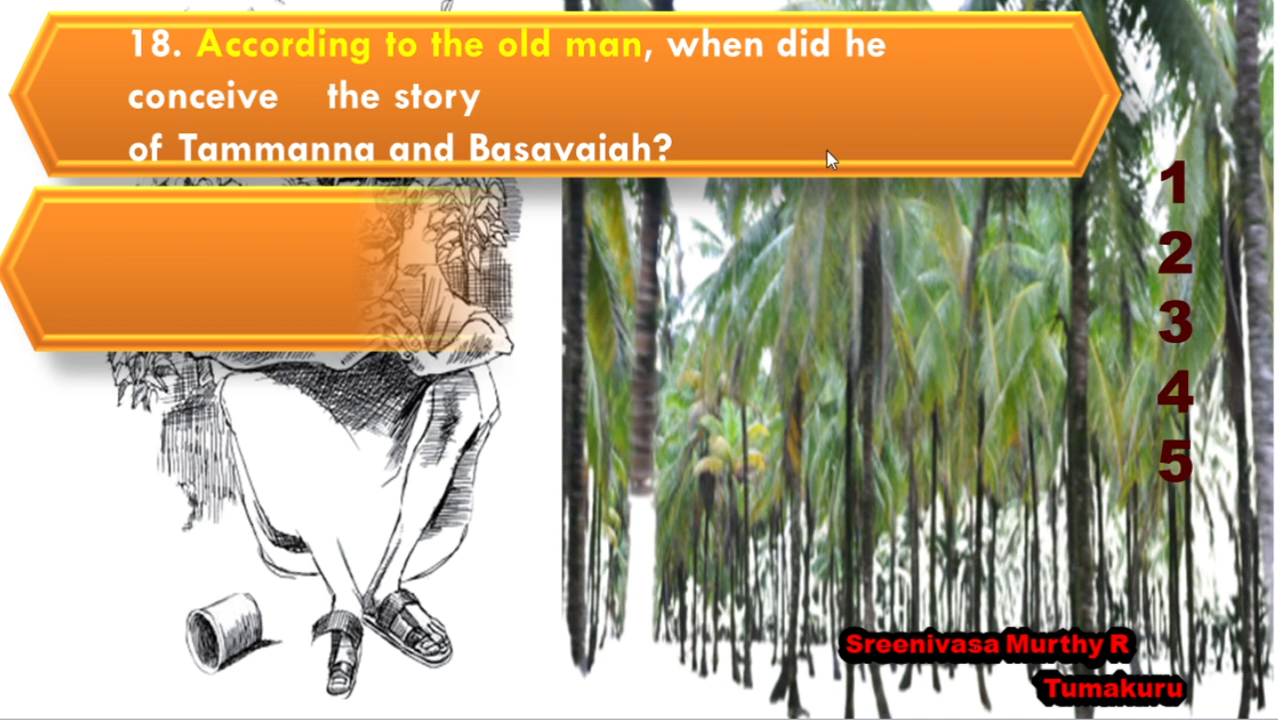 18. According to the old man, when did he
conceive the story
of Tammanna and Basavaiah?
1
2
3
4
5
Sreenivasa Murthy R
Tumakuru